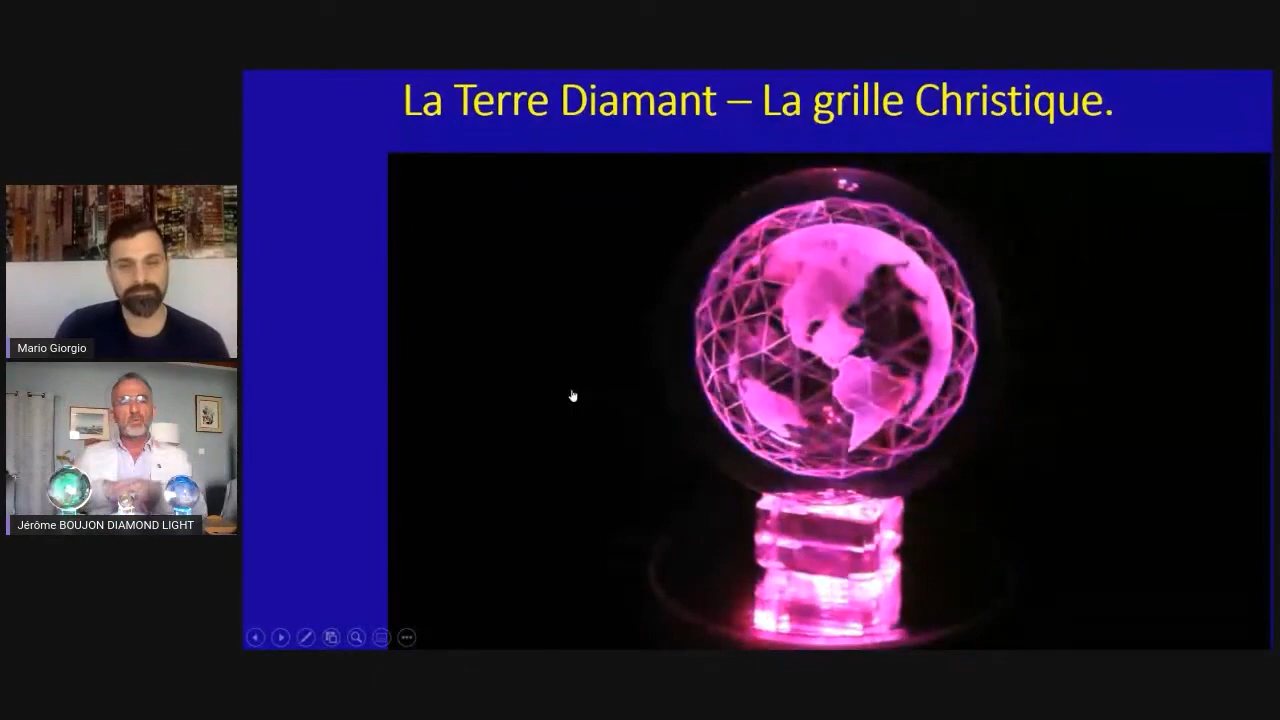 La Terre Diamant – La grille Christique.
Mario Giorgio
Jérôme BOUJON DIAMOND LIGHT